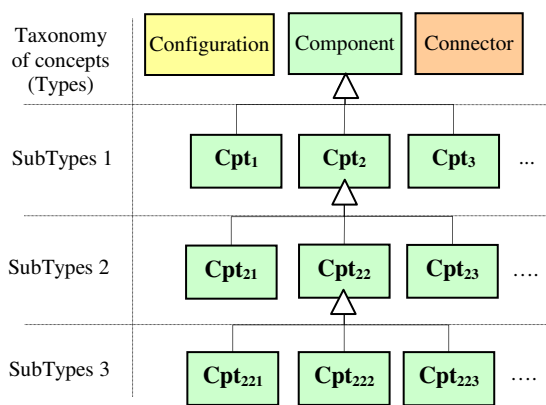 Taxonomy
of concepts
(Types)
Configuration
Component
Connector
SubTypes 1
Cpt₁
Cpt₂
Cpt₃
...
SubTypes 2
Cpt₂₁
Cpt₂₂
Cpt₂₃
....
SubTypes 3
Cpt₂₂₁
Cpt₂₂₂
Cpt₂₂₃
....